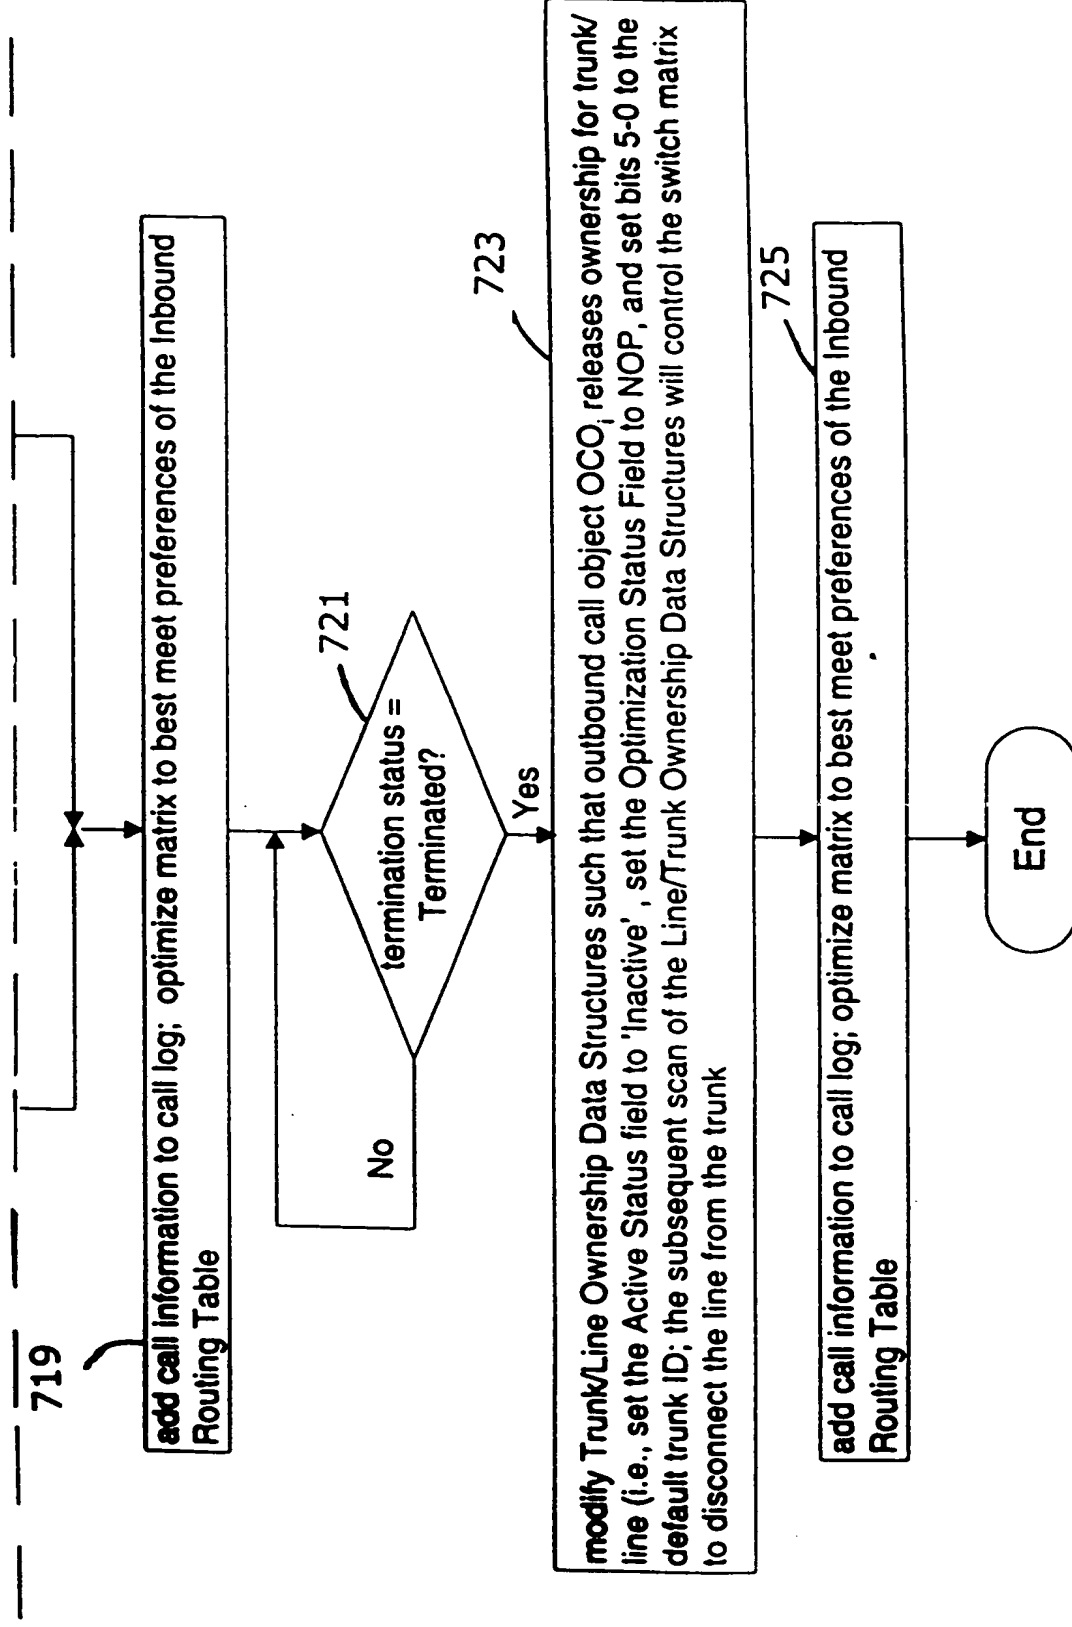 719
add call information to call log; optimize matrix to best meet preferences of the Inbound
Routing Table
721
termination status =
Terminated?
No
Yes
723
modify Trunk/Line Ownership Data Structures such that outbound call object OCOi releases ownership for trunk/
line (i.e., set the Active Status field to 'Inactive', set the Optimization Status Field to NOP, and set bits 5-0 to the
default trunk ID; the subsequent scan of the Line/Trunk Ownership Data Structures will control the switch matrix
to disconnect the line from the trunk
725
add call information to call log; optimize matrix to best meet preferences of the Inbound
Routing Table
End